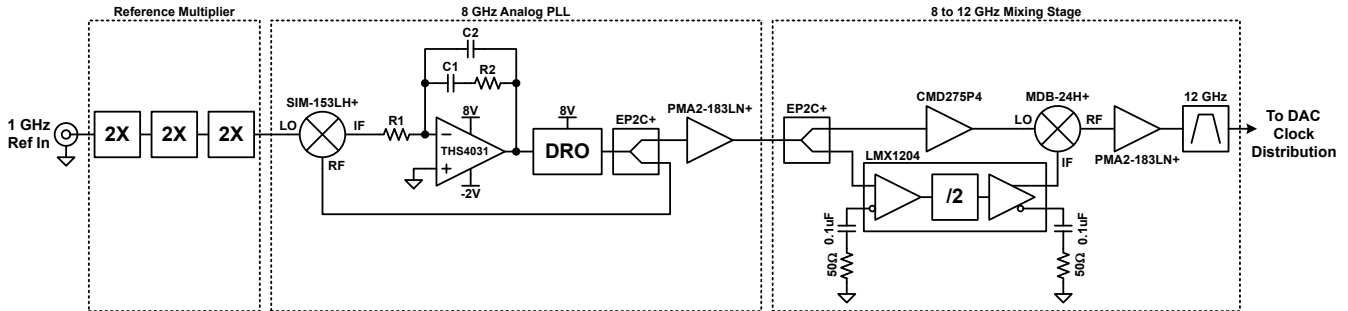 Reference Multiplier
8 GHz Analog PLL
8 to 12 GHz Mixing Stage
1 GHz
Ref In
2X
2X
2X
SIM-153LH+
LO
IF
RF
R1
C2
C1
R2
8V
THS4031
-2V
8V
DRO
EP2C+
PMA2-183LN+
EP2C+
CMD275P4
MDB-24H+
LO
RF
IF
LMX1204
/2
0.1uF
50Ω
0.1uF
50Ω
PMA2-183LN+
12 GHz
To DAC
Clock
Distribution